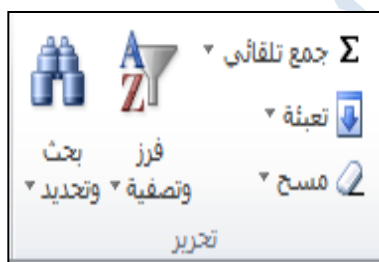 Σ جمع تلقائي
تعبئة
مسح
فرز
وتصفية
بحث
وتحديد
تحرير